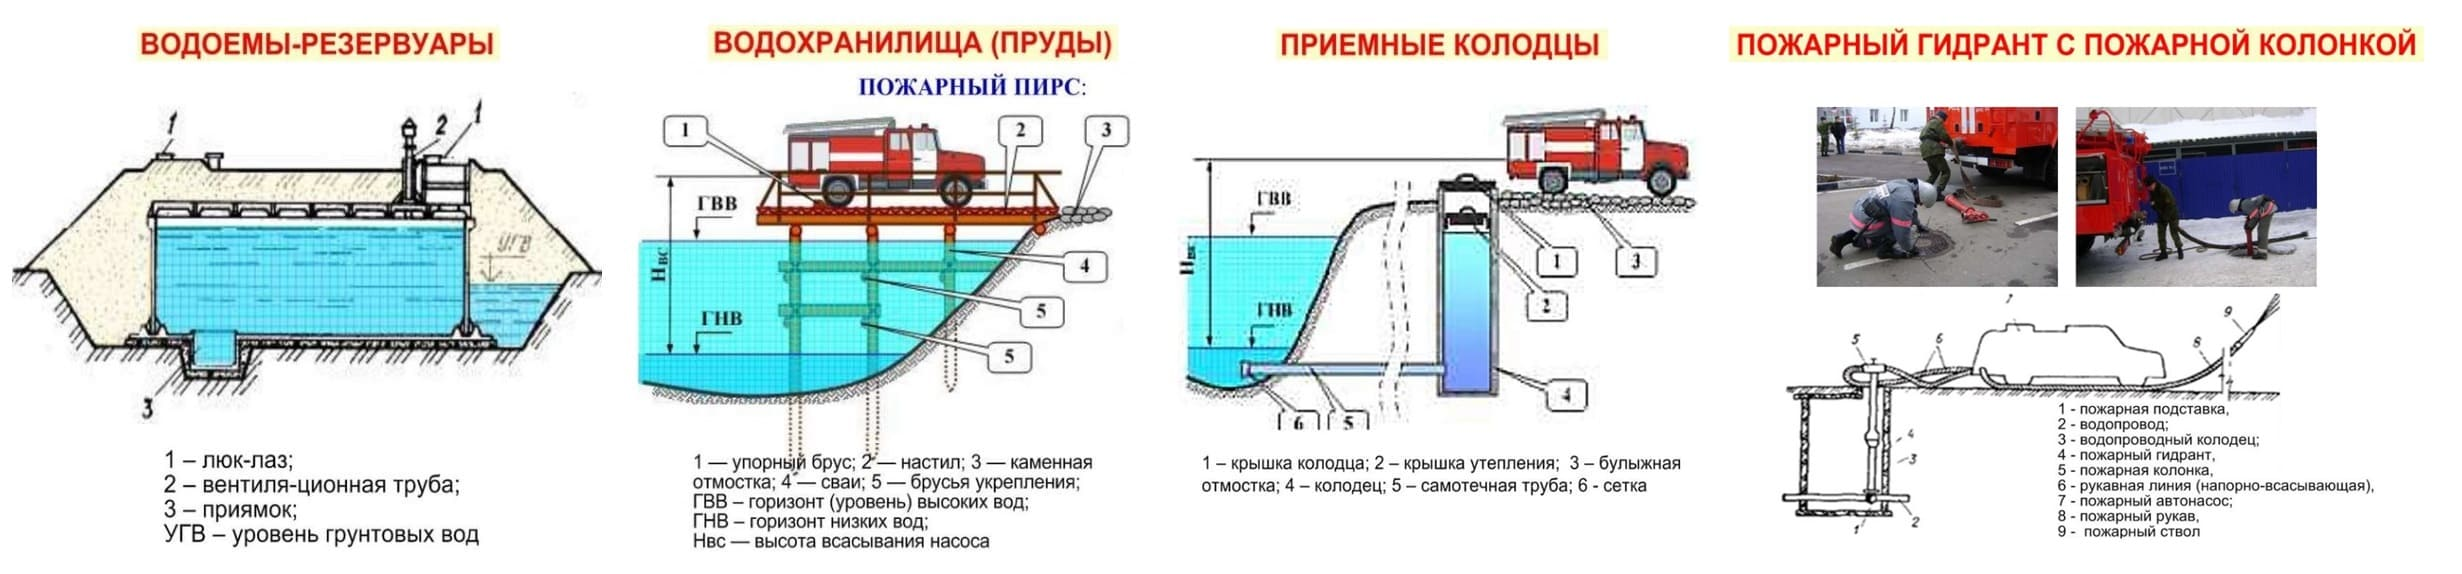 ВОДОЕМЫ-РЕЗЕРВУАРЫ
1
2
1
УГВ
3
1 – люк-лаз;
2 – вентиля-ционная труба;
3 – приямок;
УГВ – уровень грунтовых вод
ВОДОХРАНИЛИЩА (ПРУДЫ)
ПОЖАРНЫЙ ПИРС:
1
2
3
ГВВ
Нвс
4
5
ГНВ
5
1 — упорный брус; 2 — настил; 3 — каменная
отмостка; 4 — сваи; 5 — брусья укрепления;
ГВВ – горизонт (уровень) высоких вод;
ГНВ – горизонт низких вод;
Нвс — высота всасывания насоса
ПРИЕМНЫЕ КОЛОДЦЫ
ГВВ
Нвс
1
3
2
ГНВ
4
6
5
1 – крышка колодца; 2 – крышка утепления; 3 – булыжная
отмостка; 4 – колодец; 5 – самотечная труба; 6 - сетка
ПОЖАРНЫЙ ГИДРАНТ С ПОЖАРНОЙ КОЛОНКОЙ
7
9
5
6
8
4
3
2
1
1 - пожарная подставка,
2 - водопровод;
3 - водопроводный колодец;
4 - пожарный гидрант,
5 - пожарная колонка,
6 - рукавная линия (напорно-всасывающая),
7 - пожарный автонасос;
8 - пожарный рукав,
9 - пожарный ствол